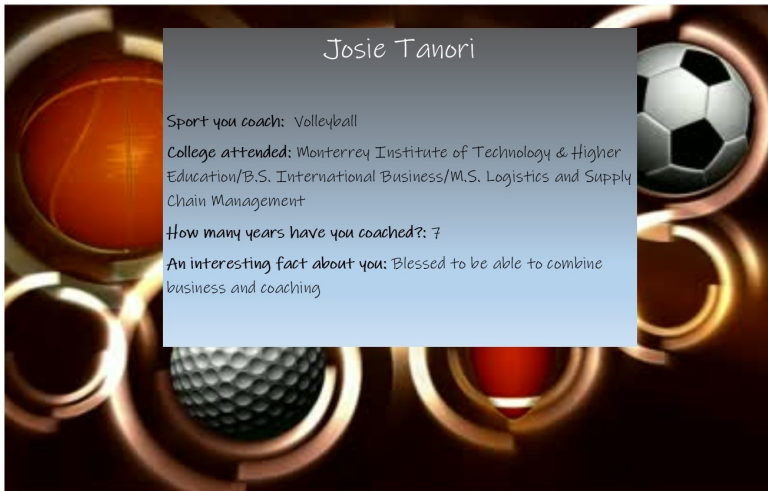 Josie Tanori
Sport you coach: Volleyball
College attended: Monterrey Institute of Technology & Higher
Education/B.S. International Business/M.S. Logistics and Supply
Chain Management
How many years have you coached?: 7
An interesting fact about you: Blessed to be able to combine
business and coaching